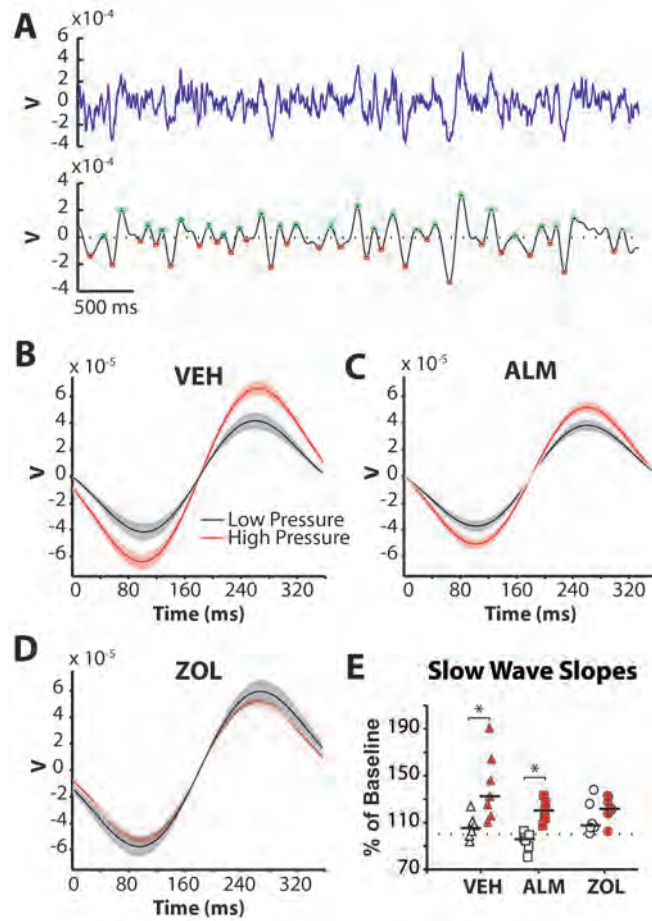 A
x10-4
6
4
2
0
-2
-4
V
x10-4
4
2
0
-2
-4
V
500 ms
B
x 10-5
VEH
6
4
2
0
-2
-4
-6
V
Low Pressure
High Pressure
80 160 240 320
Time (ms)
C
x 10-5
ALM
6
4
2
0
-2
-4
-6
V
80 160 240 320
Time (ms)
D
x 10-5
ZOL
6
4
2
0
-2
-4
-6
V
80 160 240 320
Time (ms)
E
Slow Wave Slopes
% of Baseline
190
150
110
70
*
*
VEH ALM ZOL